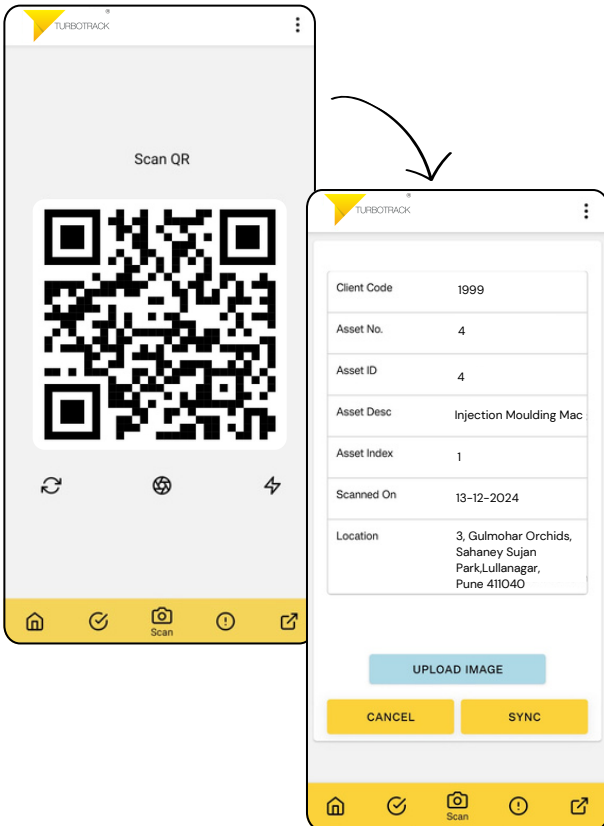 TURBOTRACK
®
Scan QR
Scan
TURBOTRACK
®
Client Code 1999
Asset No. 4
Asset ID 4
Asset Desc Injection Moulding Mac
Asset Index 1
Scanned On 13-12-2024
Location 3, Gulmohar Orchids,
Sahaney Sujan
Park,Lullanagar,
Pune 411040
UPLOAD IMAGE
CANCEL SYNC
Scan